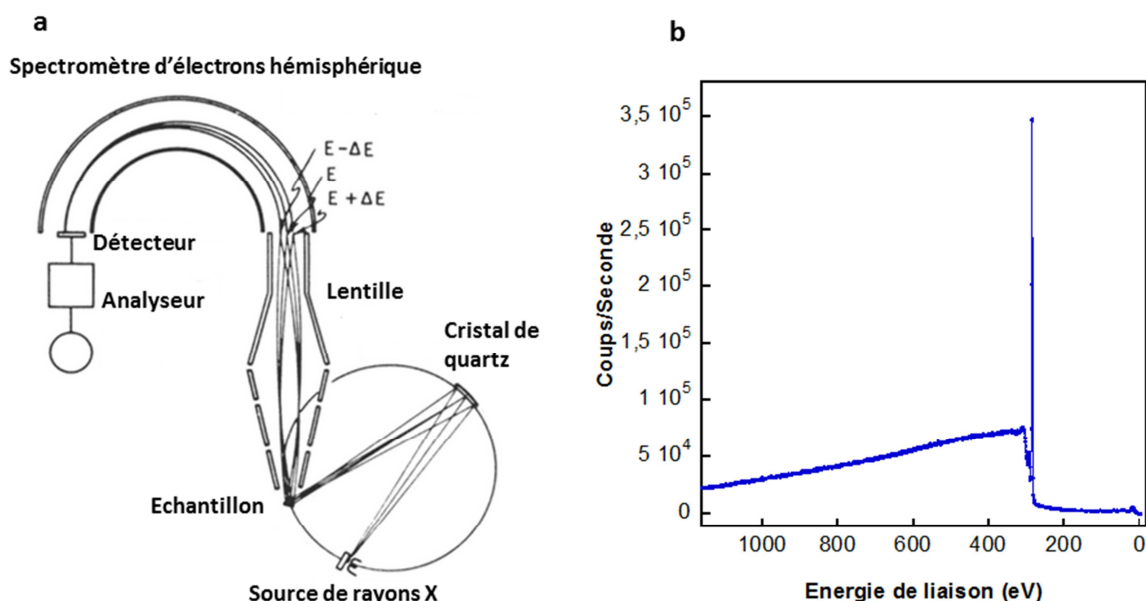 a
Spectromètre d'électrons hémisphérique
E-ΔE
E
E+ΔE
Détecteur
Analyseur
Lentille
Cristal de
quartz
Echantillon
Source de rayons X
b
3,5 10⁵
3 10⁵
2,5 10⁵
2 10⁵
1,5 10⁵
1 10⁵
5 10⁴
0
Coups/Seconde
1000 800 600 400 200 0
Energie de liaison (eV)